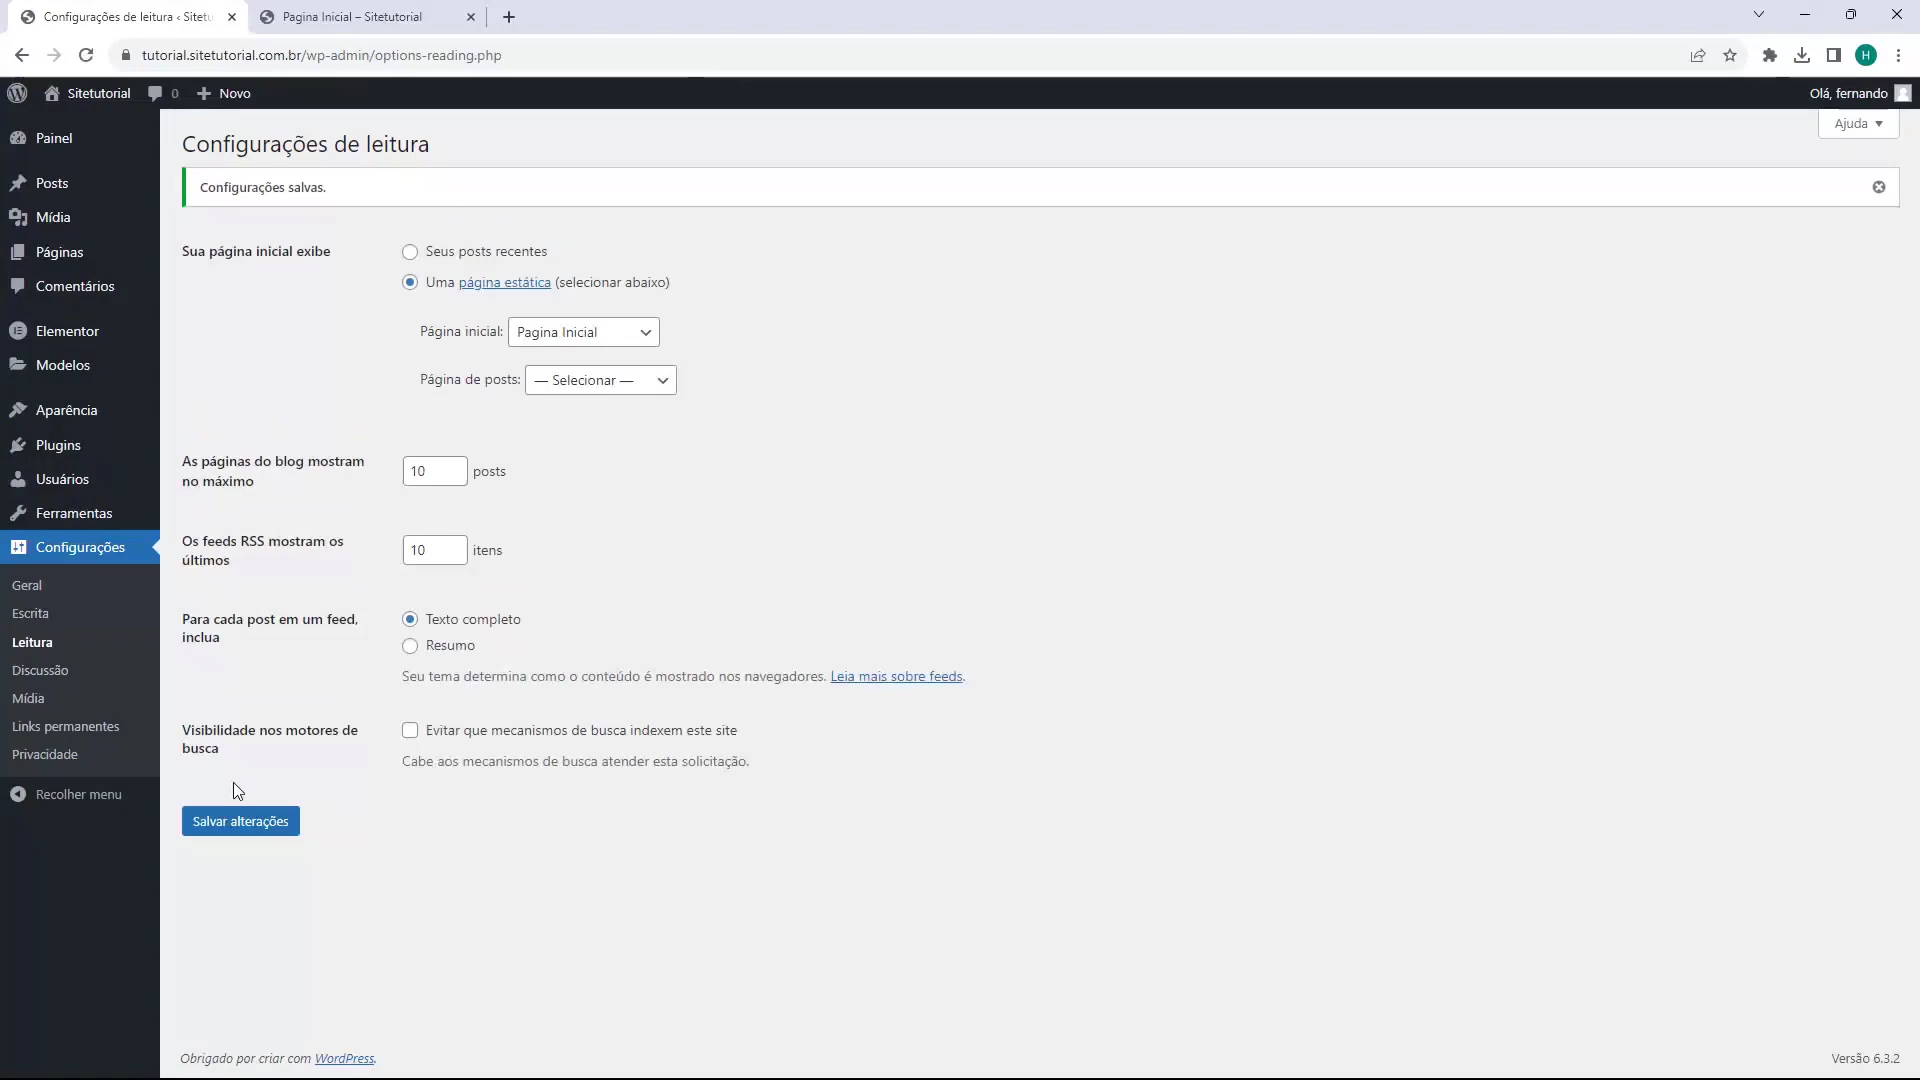 Configurações de leitura ‹ Sitetu
Pagina Inicial – Sitetutorial
tutorial.sitetutorial.com.br/wp-admin/options-reading.php
H
Sitetutorial
0
Novo
Olá, fernando
Painel
Posts
Mídia
Páginas
Comentários
Elementor
Modelos
Aparência
Plugins
Usuários
Ferramentas
Configurações
Geral
Escrita
Leitura
Discussão
Mídia
Links permanentes
Privacidade
Recolher menu
Ajuda
Configurações de leitura
Configurações salvas.
Sua página inicial exibe
Seus posts recentes
Uma página estática (selecionar abaixo)
Página inicial: Pagina Inicial
Página de posts: — Selecionar —
As páginas do blog mostram
no máximo
10 posts
Os feeds RSS mostram os
últimos
10 itens
Para cada post em um feed,
inclua
Texto completo
Resumo
Seu tema determina como o conteúdo é mostrado nos navegadores. Leia mais sobre feeds.
Visibilidade nos motores de
busca
Evitar que mecanismos de busca indexem este site
Cabe aos mecanismos de busca atender esta solicitação.
Salvar alterações
Obrigado por criar com WordPress.
Versão 6.3.2